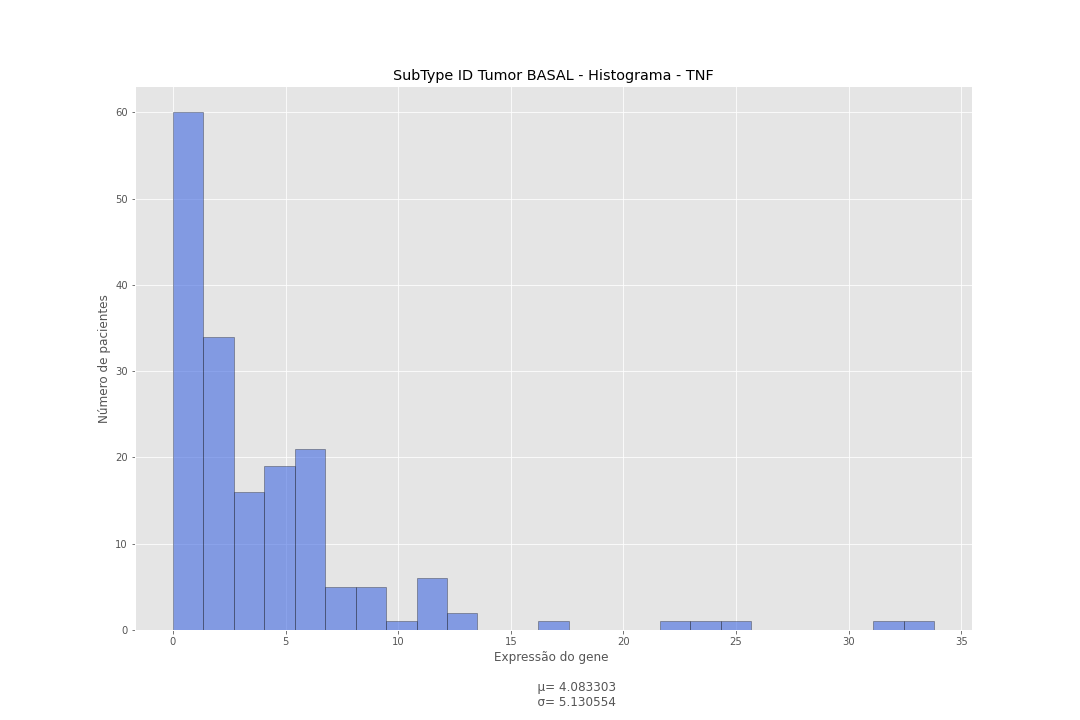 SubType ID Tumor BASAL - Histograma - TNF
60
50
40
30
20
10
0
Número de pacientes
0 5 10 15 20 25 30 35
Expressão do gene
μ= 4.083303
σ= 5.130554